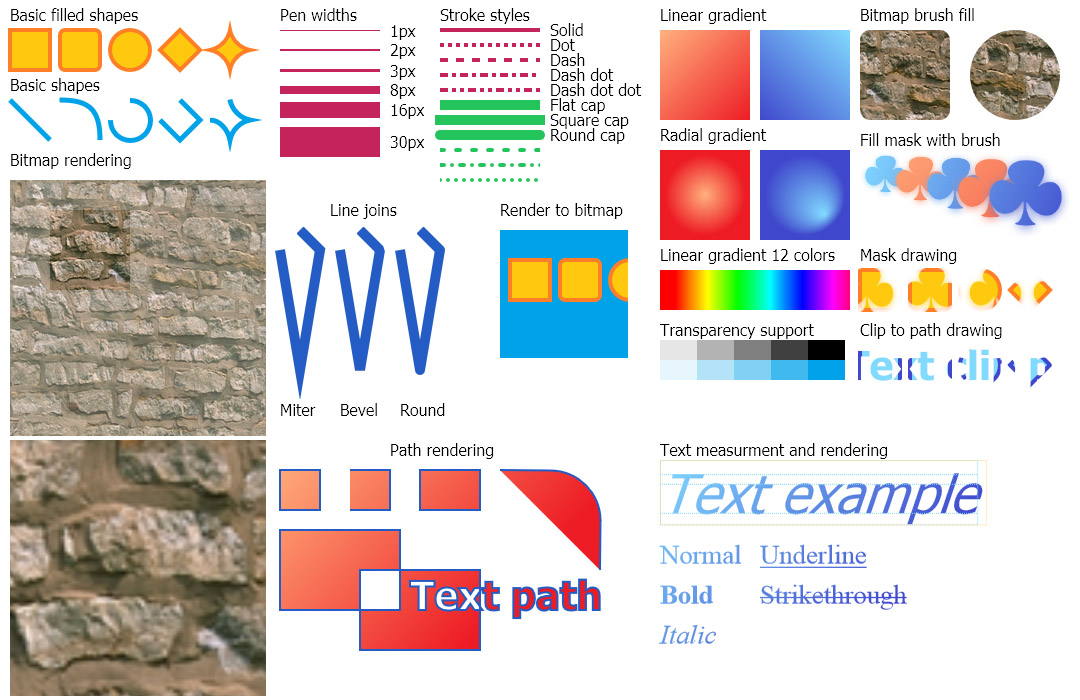 Basic filled shapes
Basic shapes
Bitmap rendering
Pen widths
1px
2px
3px
8px
16px
30px
Stroke styles
Solid
Dot
Dash
Dash dot
Dash dot dot
Flat cap
Square cap
Round cap
Line joins
Miter Bevel Round
Render to bitmap
Linear gradient
Radial gradient
Linear gradient 12 colors
Transparency support
Bitmap brush fill
Fill mask with brush
Mask drawing
Clip to path drawing
Text clip
Path rendering
Text path
Text measurment and rendering
Text example
Normal Underline
Bold Strikethrough
Italic